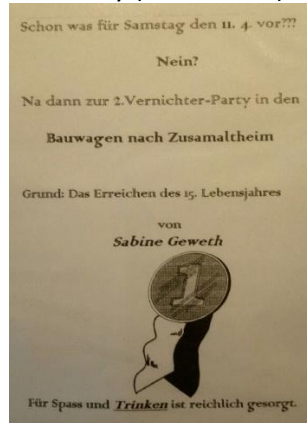 Schon was für Samstag den 11. 4. vor???
Nein?
Na dann zur 2.Vernichter-Party in den
Bauwagen nach Zusamaltheim
Grund: Das Erreichen des 15. Lebensjahres
von
Sabine Geweth
1
Für Spass und Trinken ist reichlich gesorgt.